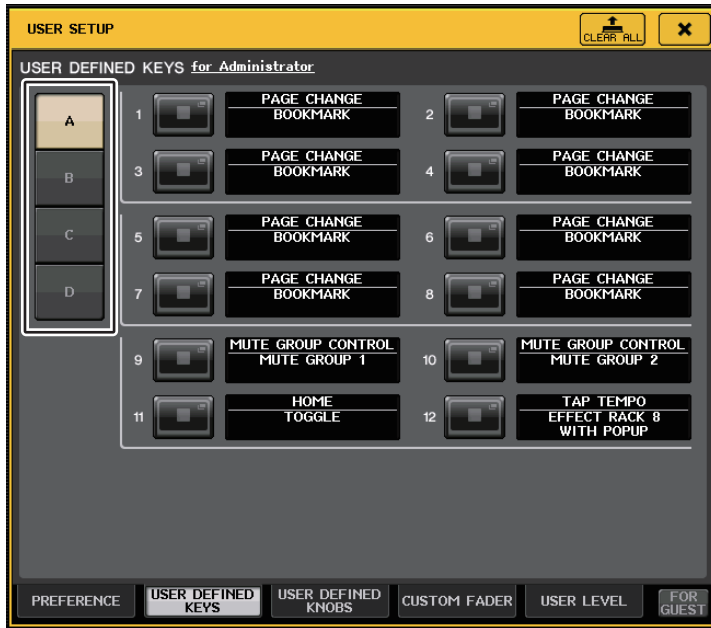 USER SETUP
CLEAR ALL
USER DEFINED KEYS for Administrator
A
B
C
D
1
PAGE CHANGE
BOOKMARK
2
PAGE CHANGE
BOOKMARK
3
PAGE CHANGE
BOOKMARK
4
PAGE CHANGE
BOOKMARK
5
PAGE CHANGE
BOOKMARK
6
PAGE CHANGE
BOOKMARK
7
PAGE CHANGE
BOOKMARK
8
PAGE CHANGE
BOOKMARK
9
MUTE GROUP CONTROL
MUTE GROUP 1
10
MUTE GROUP CONTROL
MUTE GROUP 2
11
HOME
TOGGLE
12
TAP TEMPO
EFFECT RACK 8
WITH POPUP
PREFERENCE
USER DEFINED
KEYS
USER DEFINED
KNOBS
CUSTOM FADER
USER LEVEL
FOR
GUEST